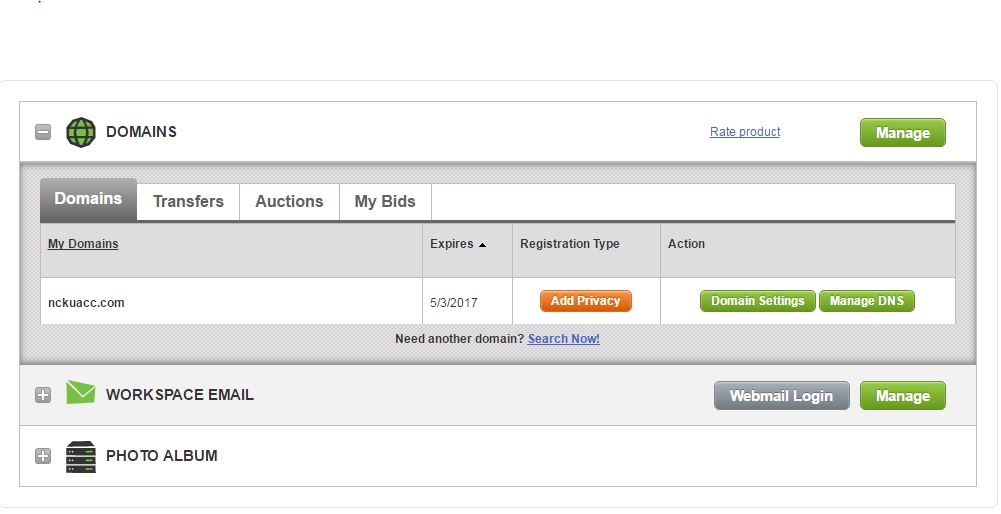 DOMAINS Rate product Manage
Domains Transfers Auctions My Bids
My Domains Expires Registration Type Action
nckuacc.com 5/3/2017 Add Privacy Domain Settings Manage DNS
Need another domain? Search Now!
WORKSPACE EMAIL Webmail Login Manage
PHOTO ALBUM